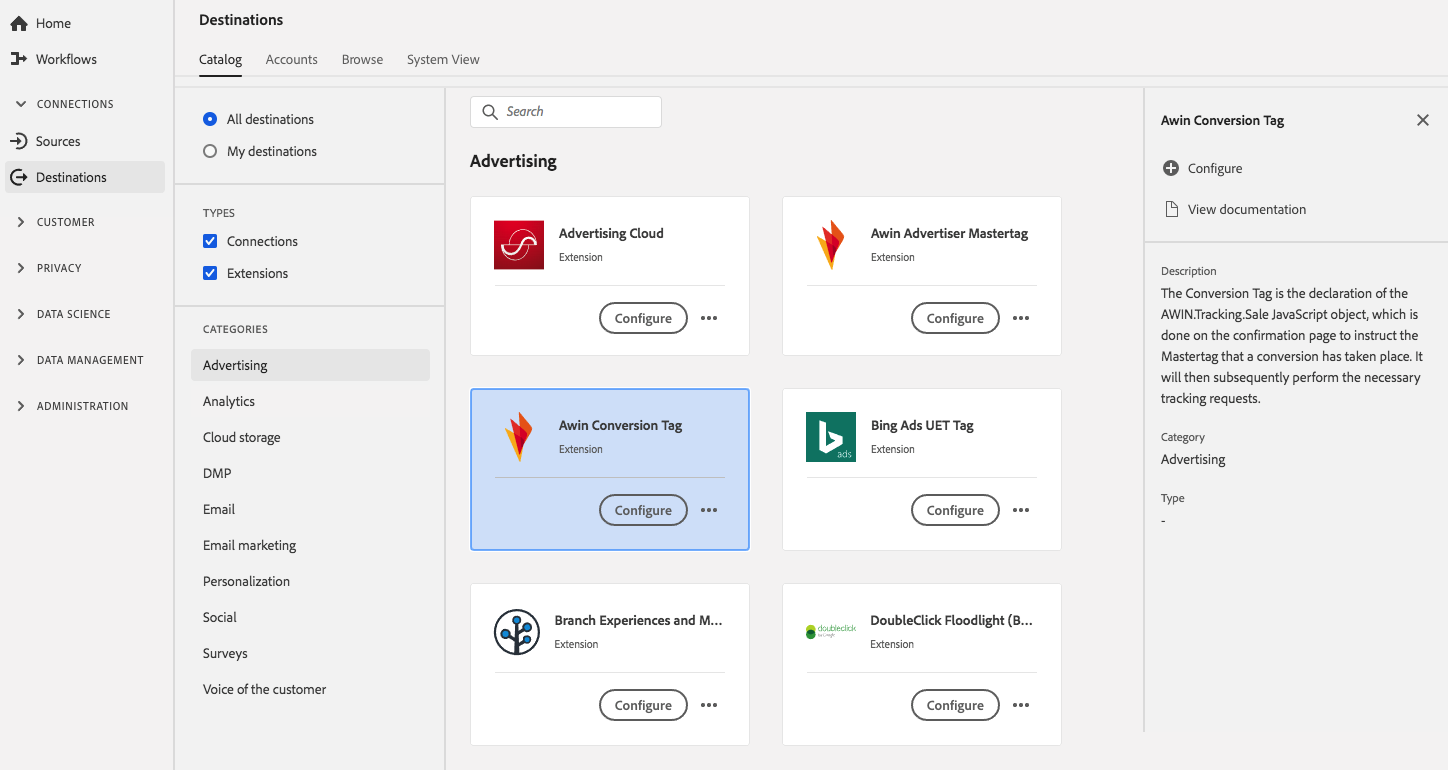 Home
Workflows
CONNECTIONS
Sources
Destinations
CUSTOMER
PRIVACY
DATA SCIENCE
DATA MANAGEMENT
ADMINISTRATION
Destinations
Catalog Accounts Browse System View
All destinations
My destinations
TYPES
Connections
Extensions
CATEGORIES
Advertising
Analytics
Cloud storage
DMP
Email
Email marketing
Personalization
Social
Surveys
Voice of the customer
Search
Advertising
Advertising Cloud
Extension
Configure
Awin Advertiser Mastertag
Extension
Configure
Awin Conversion Tag
Extension
Configure
ads
Bing Ads UET Tag
Extension
Configure
Branch Experiences and M...
Extension
Configure
doubleclick
DoubleClick Floodlight (B...
Extension
Configure
Awin Conversion Tag
Configure
View documentation
Description
The Conversion Tag is the declaration of the
AWIN.Tracking.Sale JavaScript object, which is
done on the confirmation page to instruct the
Mastertag that a conversion has taken place. It
will then subsequently perform the necessary
tracking requests.
Category
Advertising
Type
-